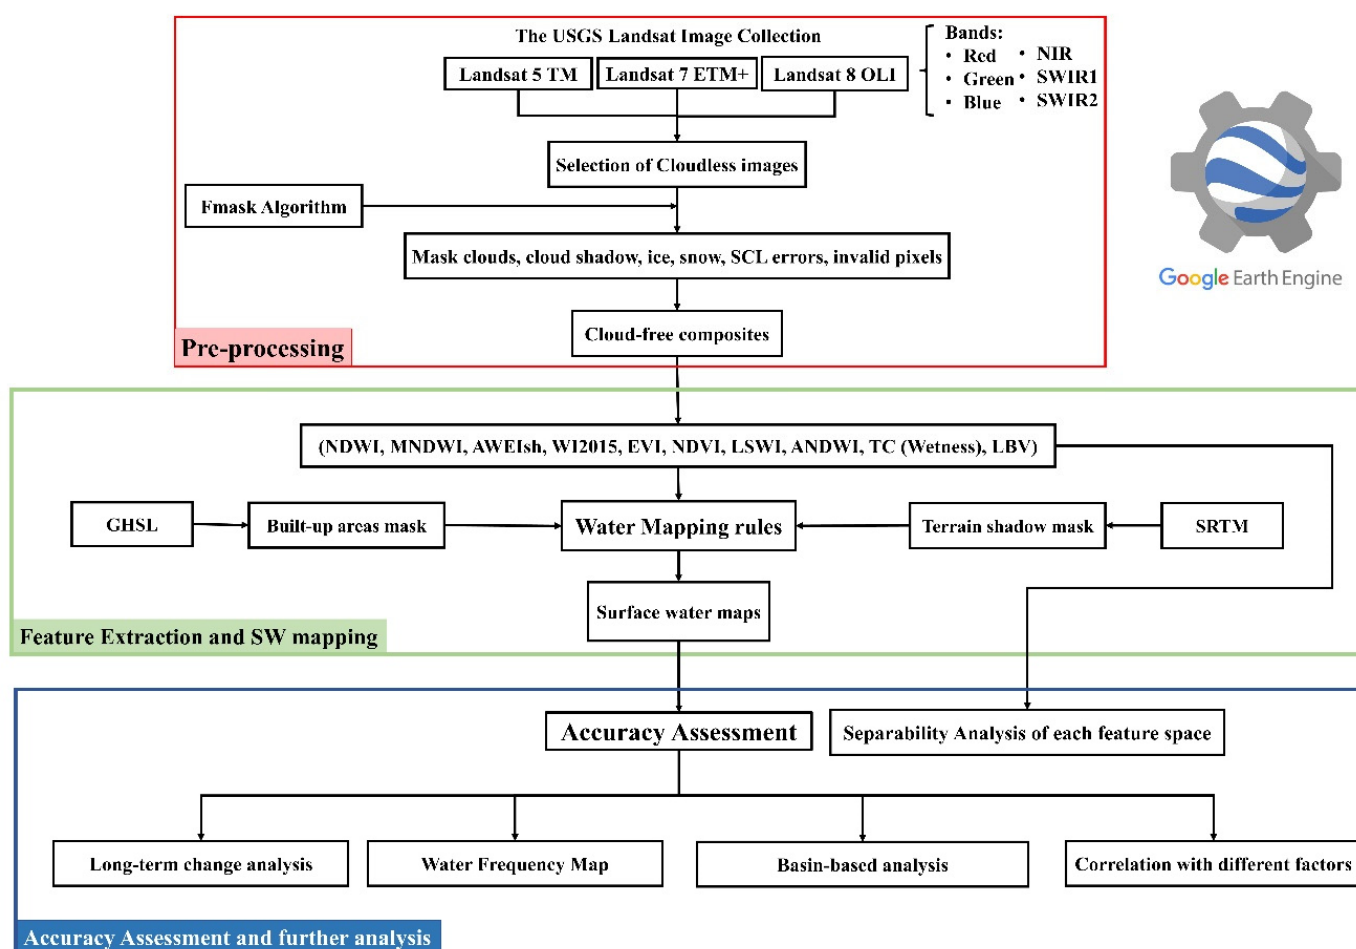 The USGS Landsat Image Collection
Landsat 5 TM
Landsat 7 ETM+
Landsat 8 OLI
Bands:
• Red • NIR
• Green • SWIR1
• Blue • SWIR2
Selection of Cloudless images
Fmask Algorithm
Mask clouds, cloud shadow, ice, snow, SCL errors, invalid pixels
Cloud-free composites
Pre-processing
Google Earth Engine
(NDWI, MNDWI, AWEIsh, WI2015, EVI, NDVI, LSWI, ANDWI, TC (Wetness), LBV)
GHSL
Built-up areas mask
Water Mapping rules
Terrain shadow mask
SRTM
Surface water maps
Feature Extraction and SW mapping
Accuracy Assessment
Separability Analysis of each feature space
Long-term change analysis
Water Frequency Map
Basin-based analysis
Correlation with different factors
Accuracy Assessment and further analysis